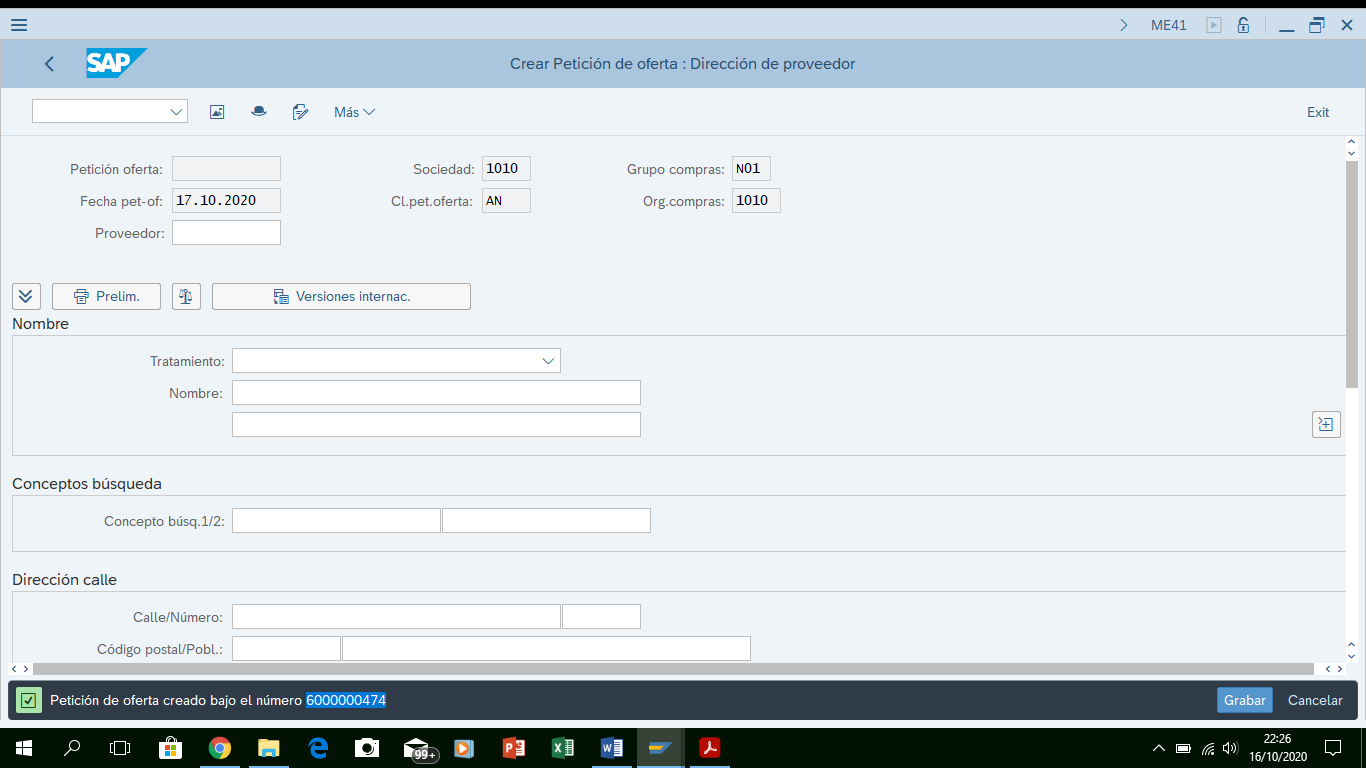 ME41
SAP
Crear Petición de oferta : Dirección de proveedor
Más
Exit
Petición oferta:
Sociedad: 1010
Grupo compras: N01
Fecha pet-of: 17.10.2020
Cl.pet.oferta: AN
Org.compras: 1010
Proveedor:
Prelim.
Versiones internac.
Nombre
Tratamiento:
Nombre:
Conceptos búsqueda
Concepto búsq.1/2:
Dirección calle
Calle/Número:
Código postal/Pobl.:
Petición de oferta creado bajo el número 6000000474
Grabar
Cancelar
99+
22:26
16/10/2020